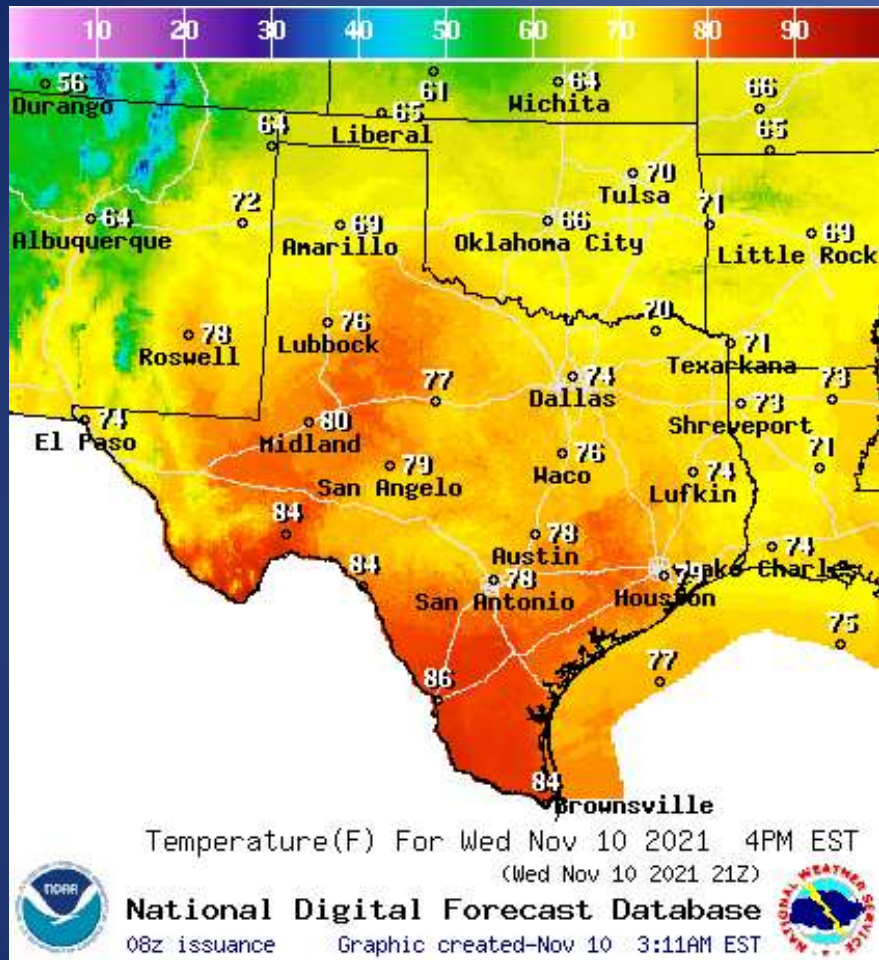 10 20 30 40 50 60 70 80 90
56 61 64 66
Durango Wichita
65
Liberal
64 65
70
Tulsa
64 72 69 66 71 69
Albuquerque Amarillo Oklahoma City Little Rock
78 76 70 71
Roswell Lubbock Texarkana
77 74 73 73
Dallas Shreveport
74 80
El Paso Midland
79 76 74 71
San Angelo Waco Lufkin
84 78 74
Austin
84 78 Lake Charles
San Antonio Houston
75
86 77
84
Brownsville
Temperature(F) For Wed Nov 10 2021 4PM EST
(Wed Nov 10 2021 21Z)
NOAA
National Digital Forecast Database
08z issuance Graphic created-Nov 10 3:11AM EST
NATIONAL WEATHER SERVICE